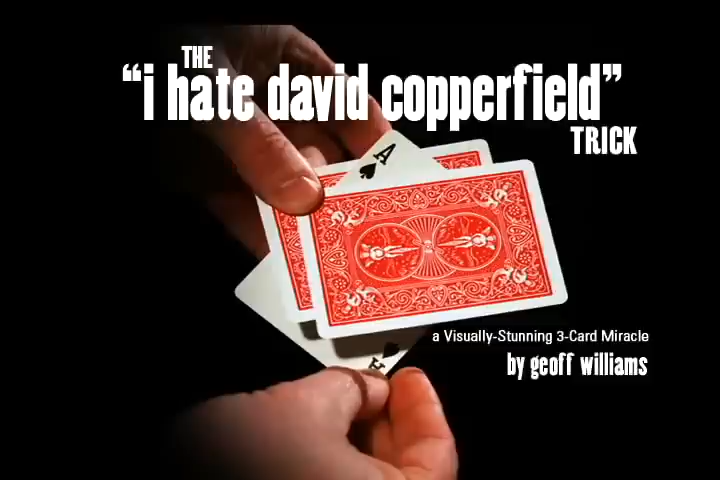 THE
“i hate david copperfield”
TRICK
A
a Visually-Stunning 3-Card Miracle
by geoff williams
A